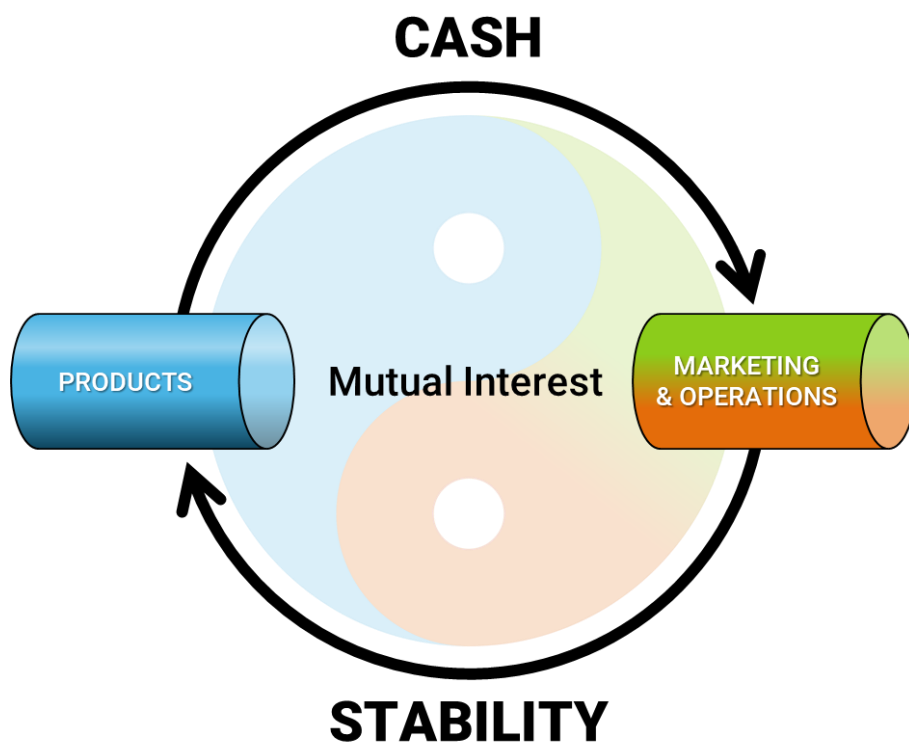 CASH
PRODUCTS
Mutual Interest
MARKETING
& OPERATIONS
STABILITY